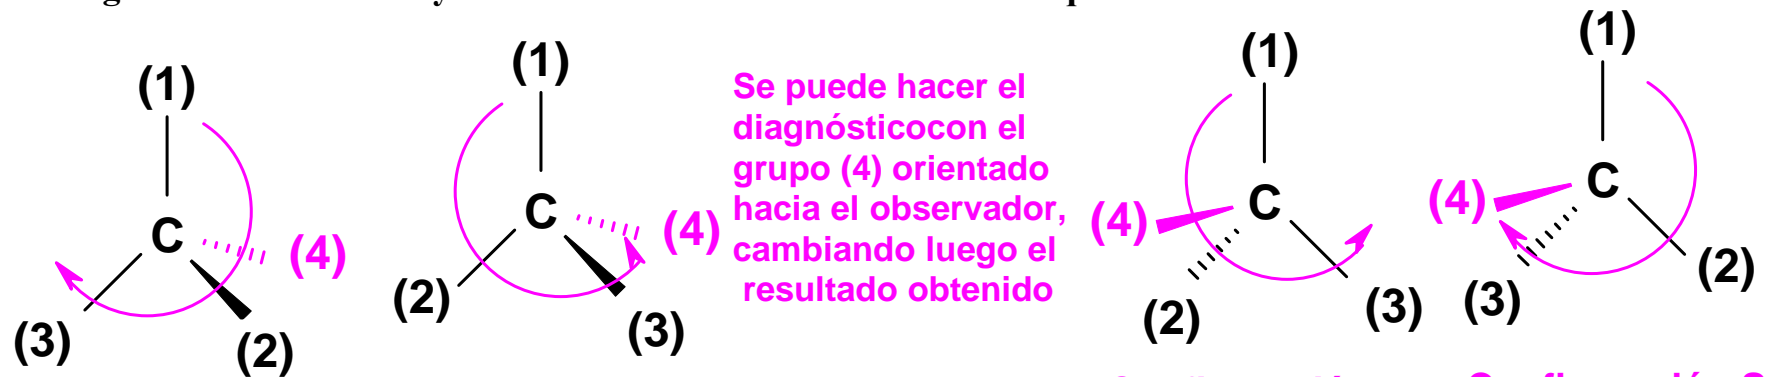 (1)
C
(4)
(3)
(2)
(1)
C
(4)
(2)
(3)
Se puede hacer el
diagnósticocon el
grupo (4) orientado
hacia el observador,
cambiando luego el
resultado obtenido
(1)
C
(4)
(2)
(3)
(1)
C
(4)
(3)
(2)